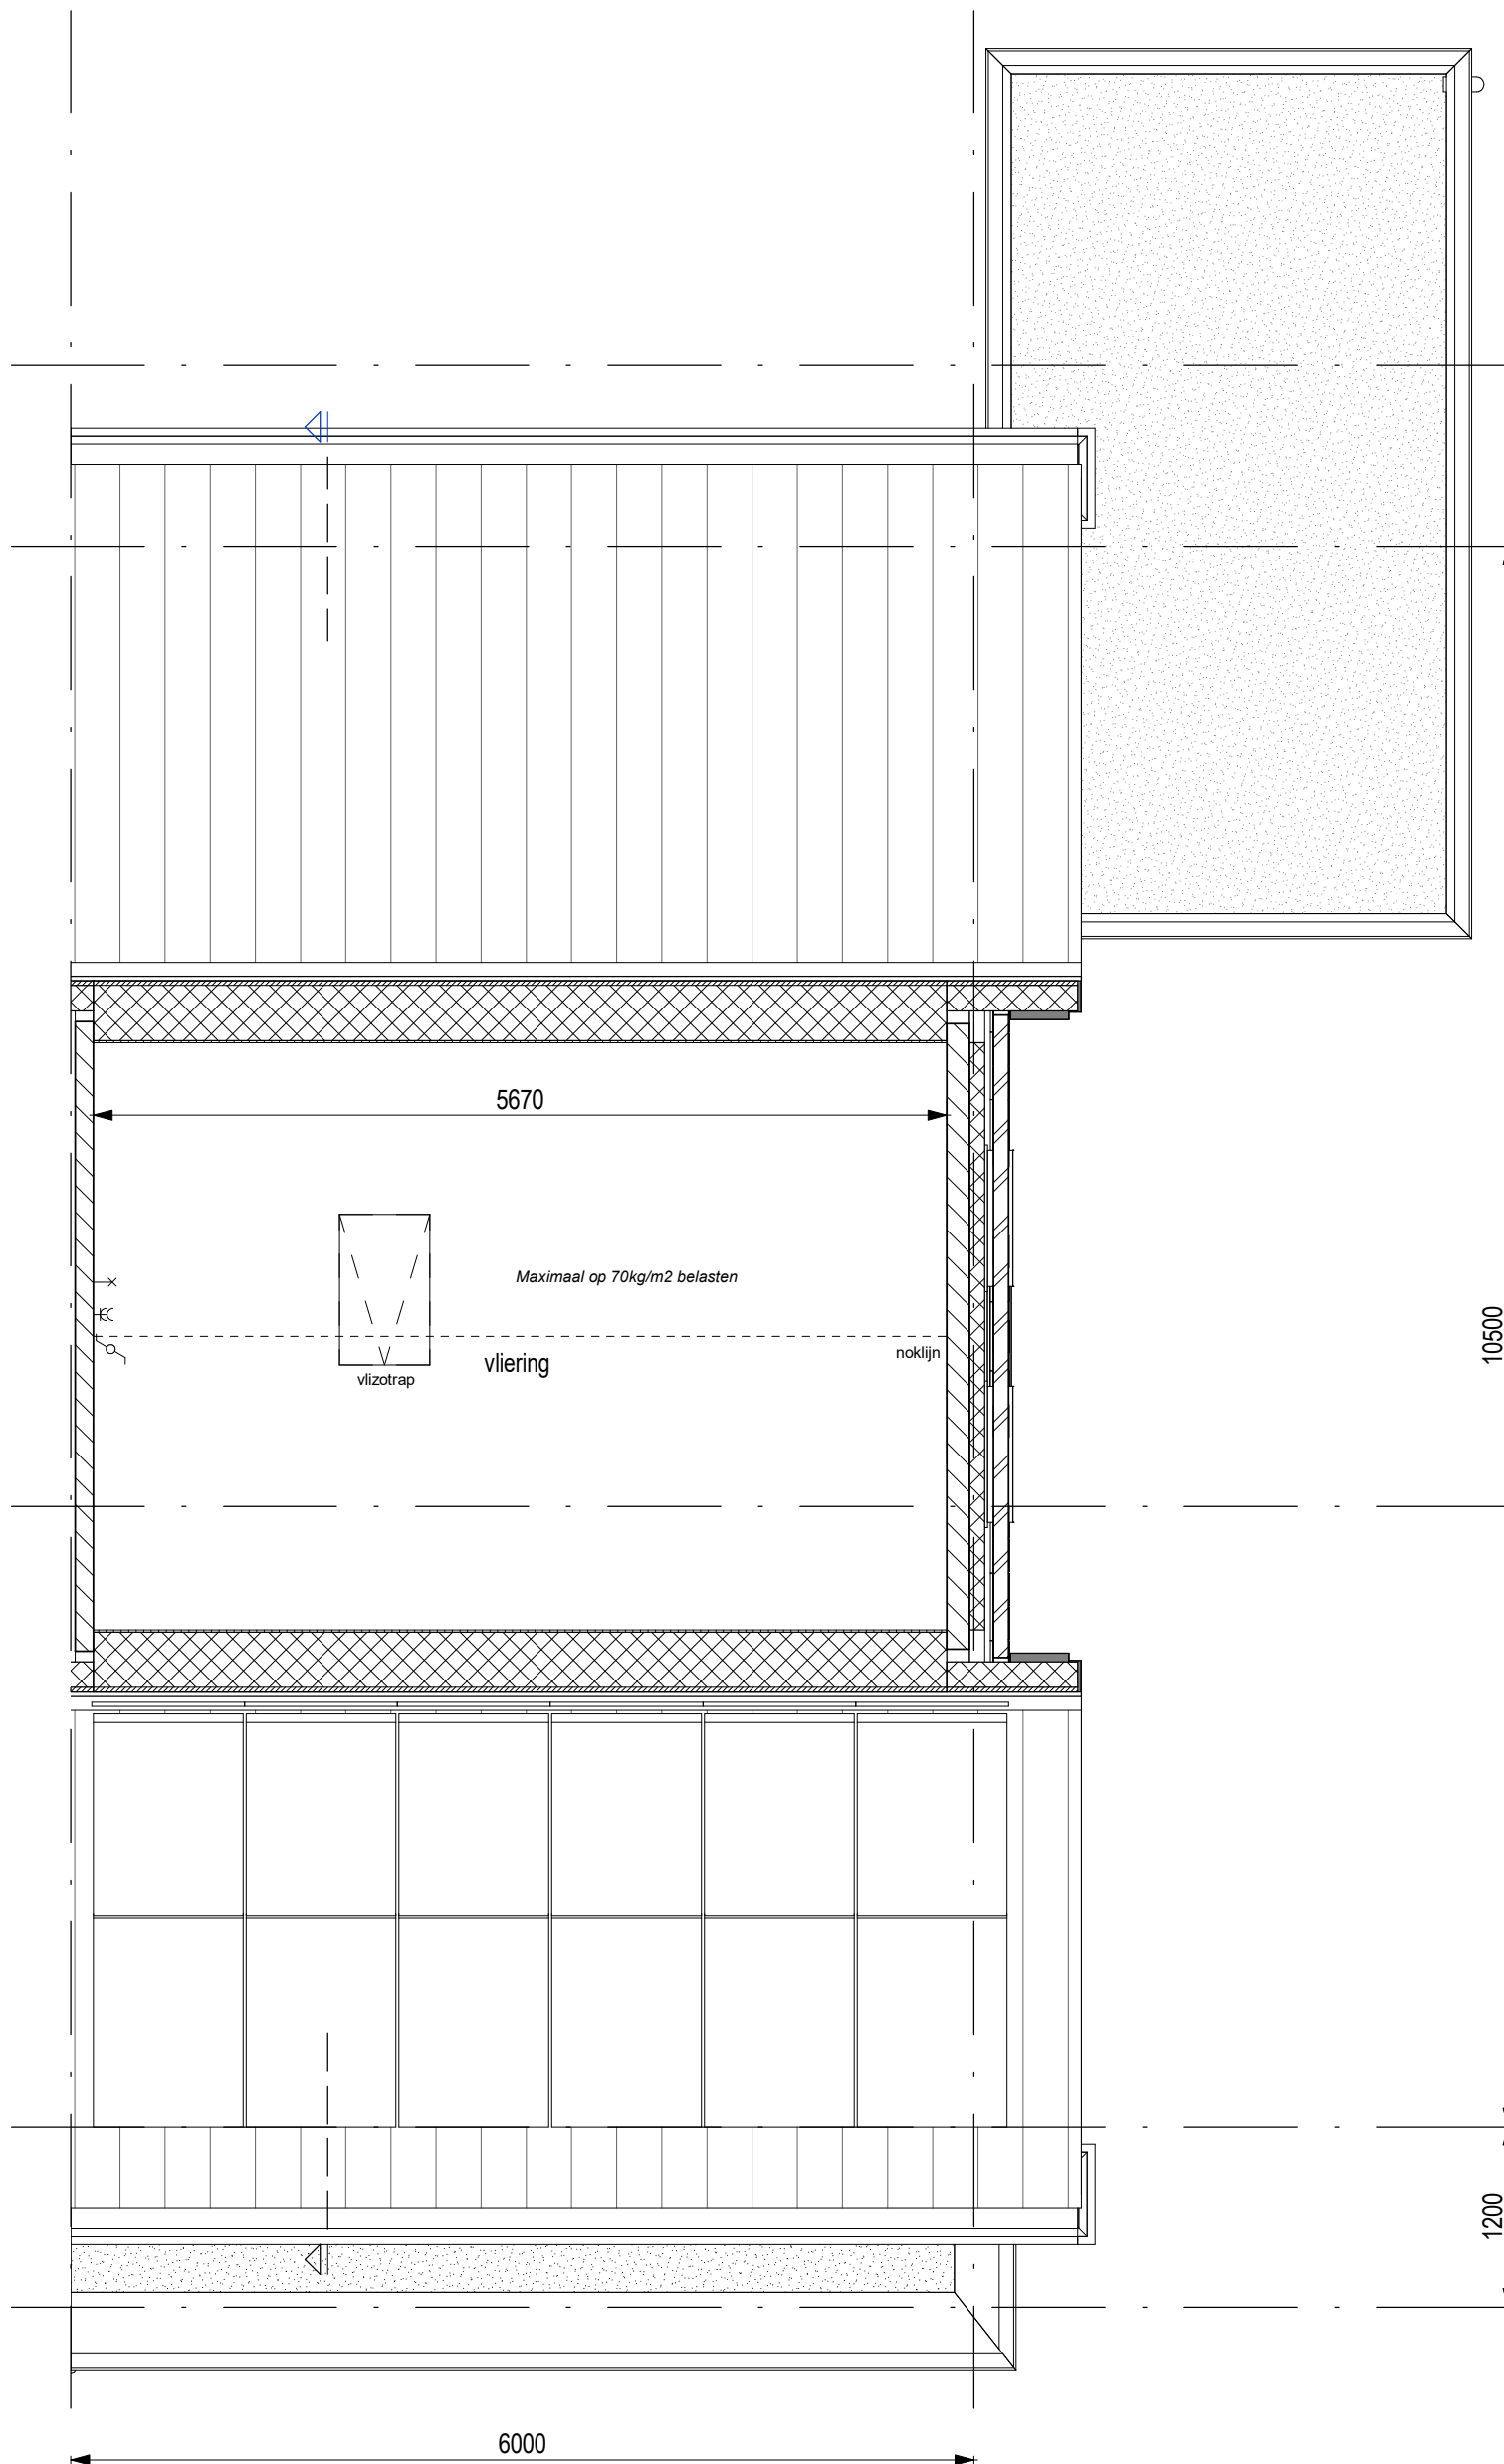 5670
Maximaal op 70kg/m2 belasten
noklijn
vliering
vlizotrap
10500
1200
6000